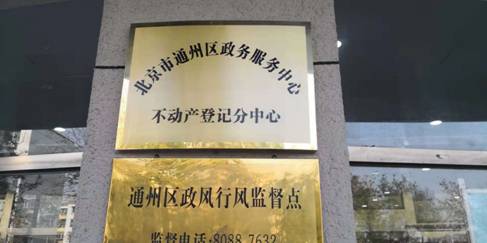 北京市通州区政务服务中心
不动产登记分中心
通州区政风行风监督点
监督电话:8088 7632